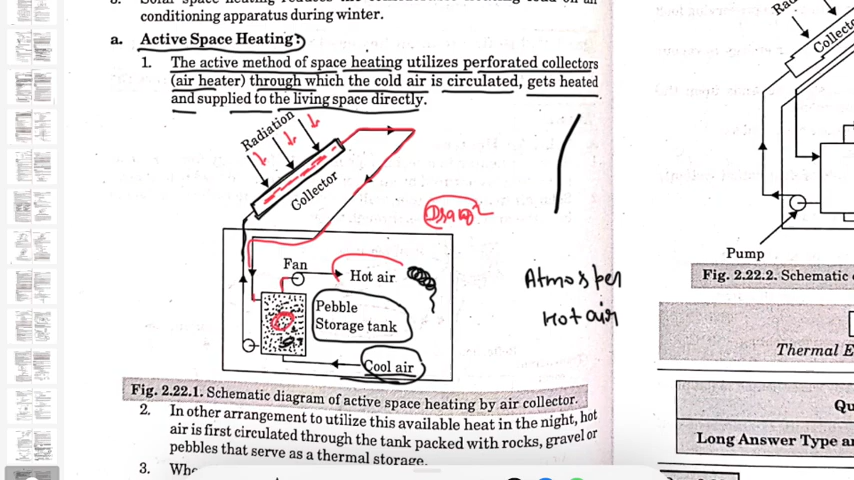 conditioning apparatus during winter.
a. Active Space Heating:
1. The active method of space heating utilizes perforated collectors
(air heater) through which the cold air is circulated, gets heated
and supplied to the living space directly.
Radiation
Collector
Fan
Hot air
Pebble
Storage tank
Cool air
Fig. 2.22.1. Schematic diagram of active space heating by air collector.
2. In other arrangement to utilize this available heat in the night, hot
air is first circulated through the tank packed with rocks, gravel or
pebbles that serve as a thermal storage.
3.
Atmospher
Hot air
Pump
Fig. 2.22.2. Schematic
Thermal E
Qu
Long Answer Type a